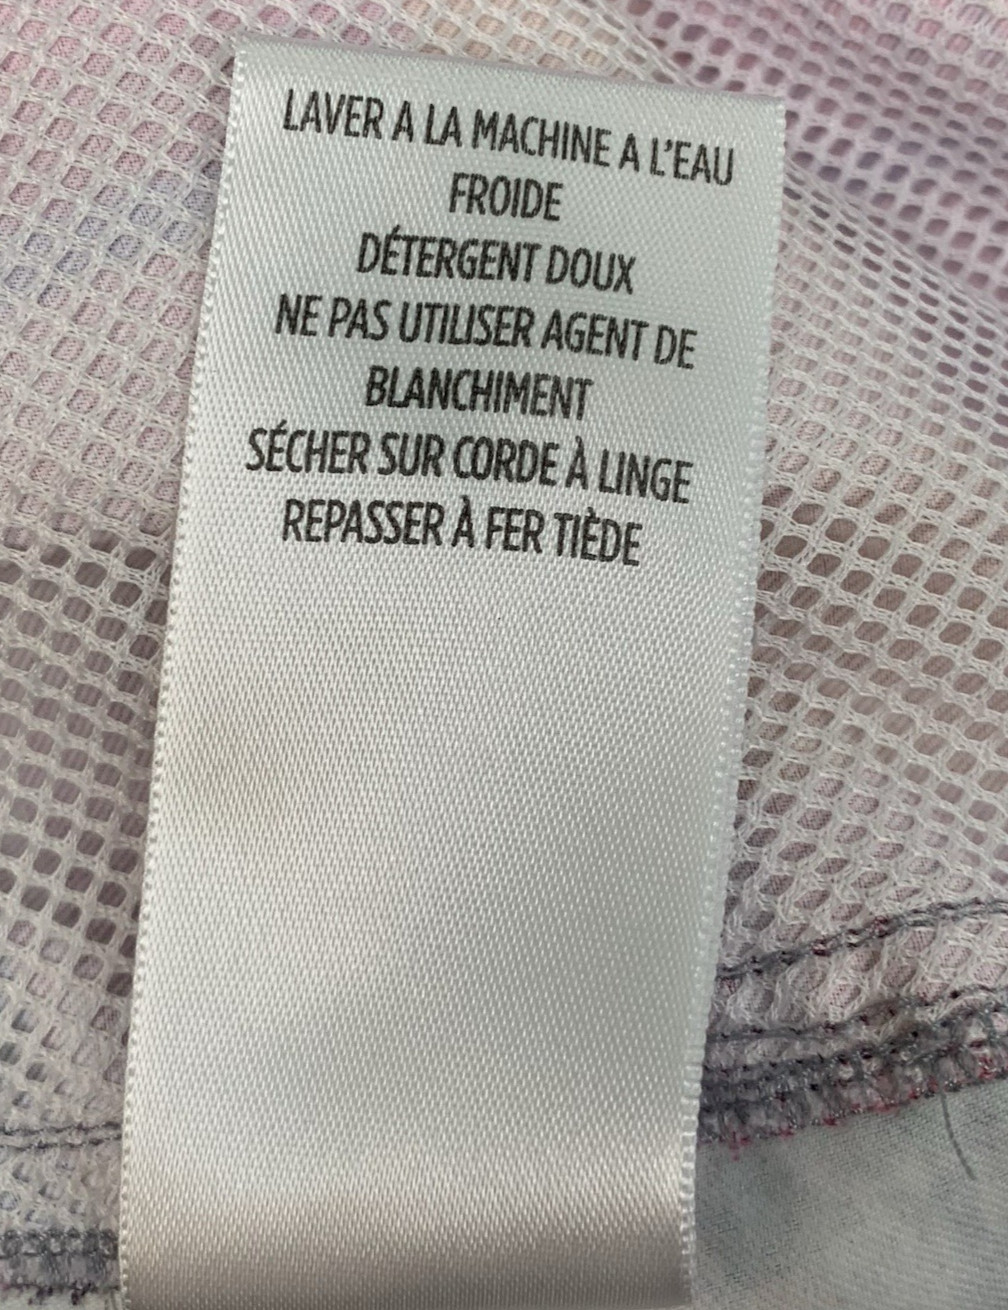 LAVER A LA MACHINE A L'EAU
FROIDE
DÉTERGENT DOUX
NE PAS UTILISER AGENT DE
BLANCHIMENT
SÉCHER SUR CORDE À LINGE
REPASSER À FER TIÈDE